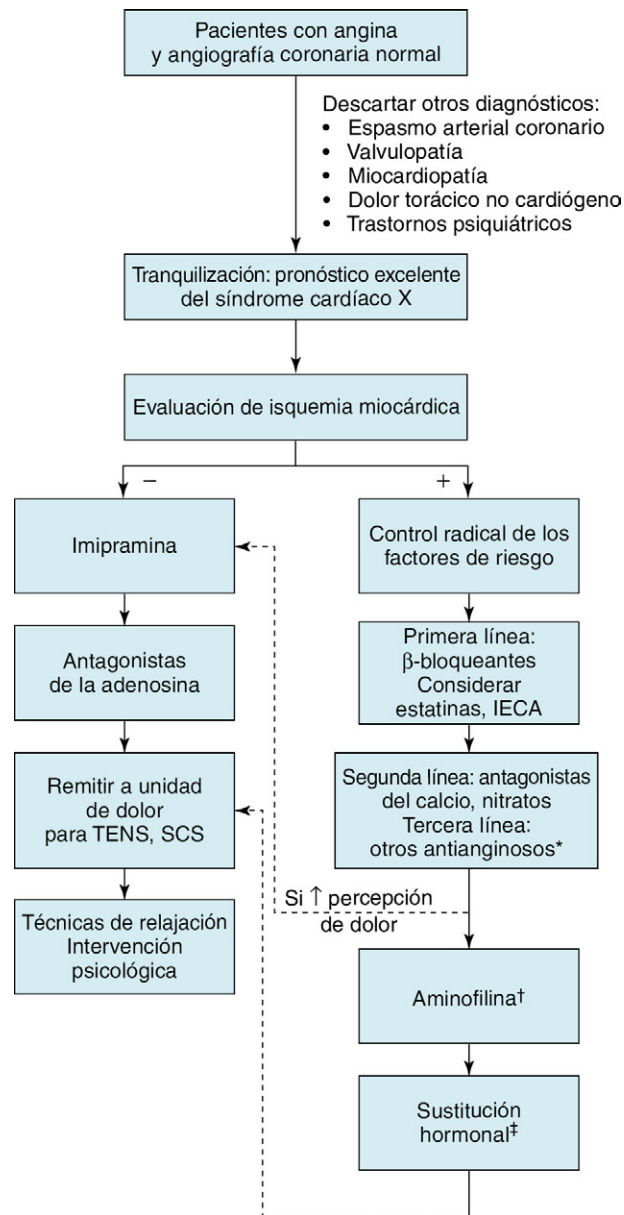 Pacientes con angina
y angiografía coronaria normal
Descartar otros diagnósticos:
• Espasmo arterial coronario
• Valvulopatía
• Miocardiopatía
• Dolor torácico no cardiógeno
• Trastornos psiquiátricos
Tranquilización: pronóstico excelente
del síndrome cardíaco X
Evaluación de isquemia miocárdica
–
+
Imipramina
Antagonistas
de la adenosina
Remitir a unidad
de dolor
para TENS, SCS
Técnicas de relajación
Intervención
psicológica
Control radical de los
factores de riesgo
Primera línea:
β-bloqueantes
Considerar
estatinas, IECA
Segunda línea: antagonistas
del calcio, nitratos
Tercera línea:
otros antianginosos*
Si ↑ percepción
de dolor
Aminofilina†
Sustitución
hormonal‡